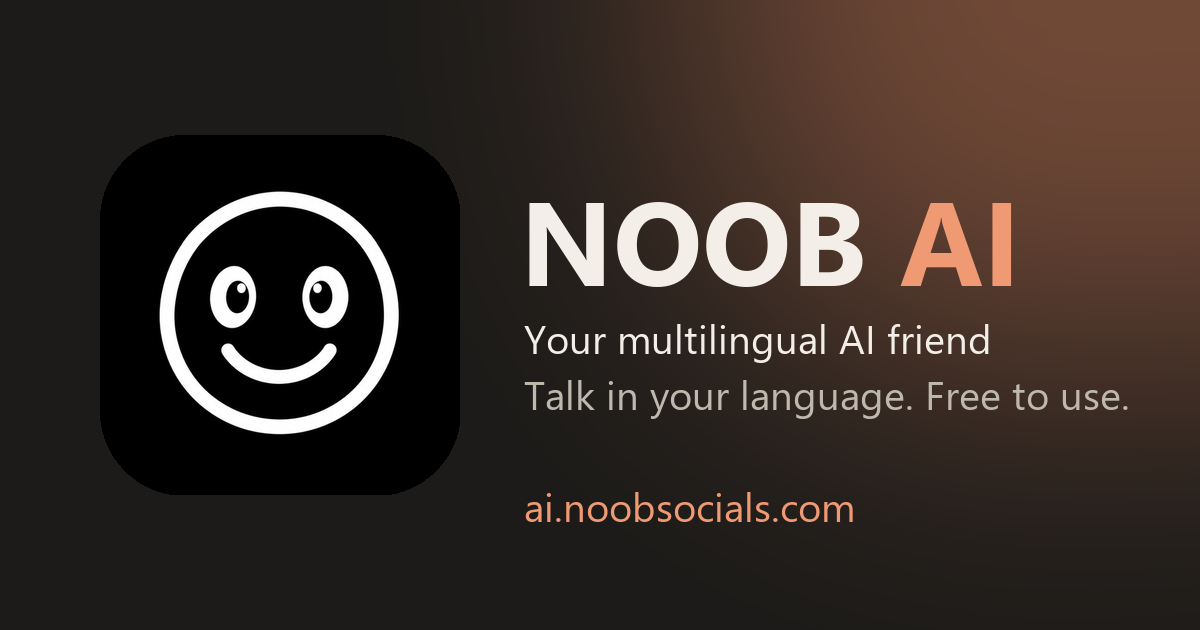 NOOB AI
Your multilingual AI friend
Talk in your language. Free to use.
ai.noobsocials.com